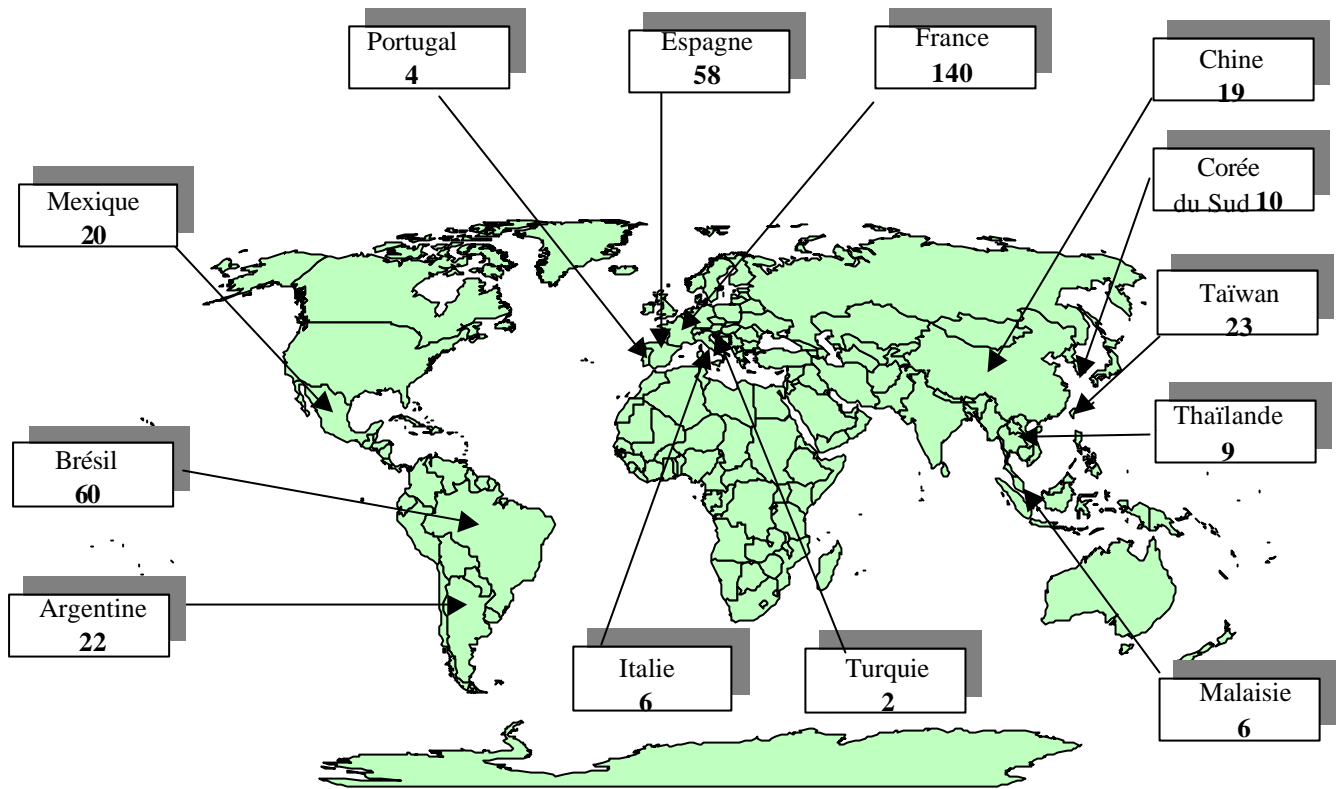 Portugal
4
Espagne
58
France
140
Chine
19
Corée
du Sud 10
Mexique
20
Taïwan
23
Thaïlande
9
Brésil
60
Argentine
22
Italie
6
Turquie
2
Malaisie
6